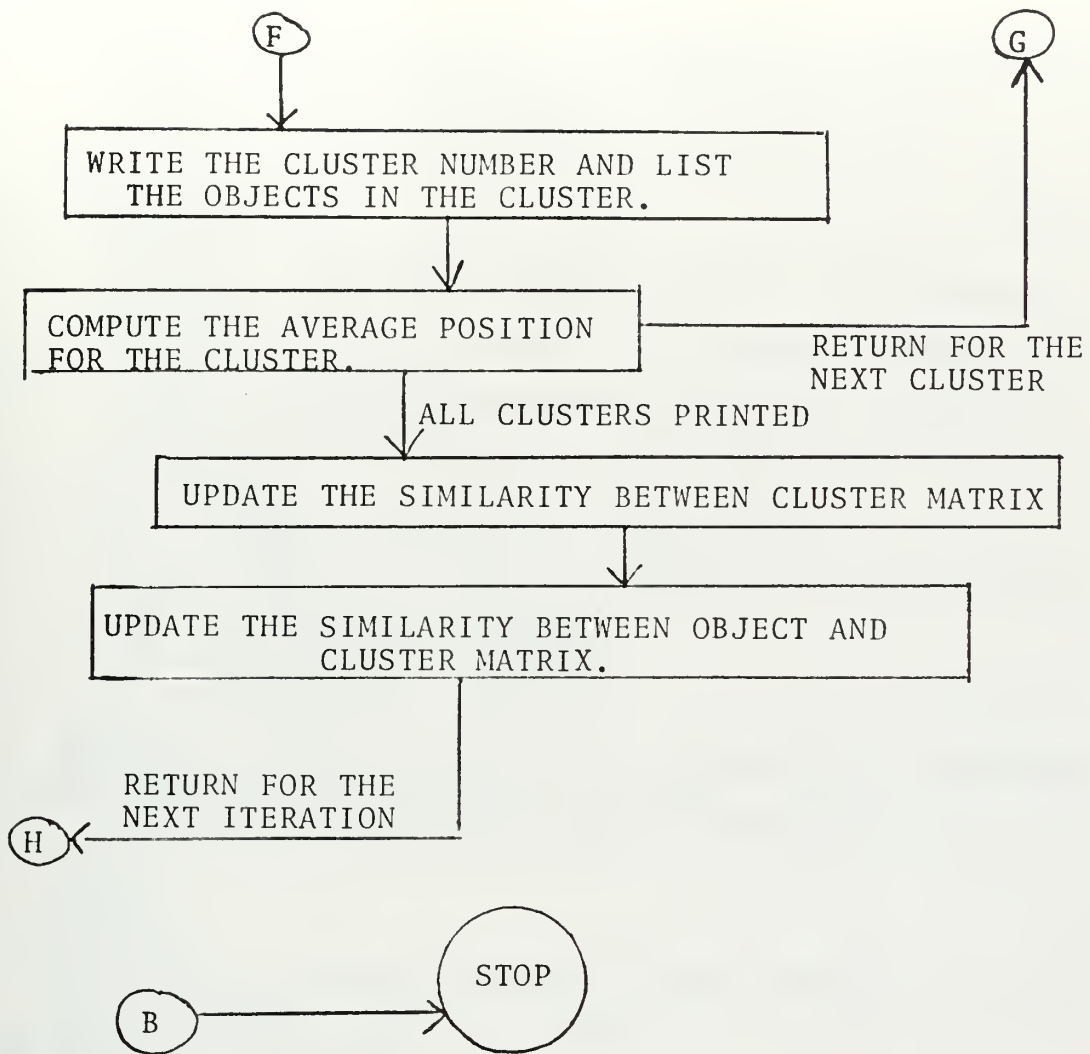 F
G
WRITE THE CLUSTER NUMBER AND LIST
THE OBJECTS IN THE CLUSTER.
COMPUTE THE AVERAGE POSITION
FOR THE CLUSTER.
RETURN FOR THE
NEXT CLUSTER
ALL CLUSTERS PRINTED
UPDATE THE SIMILARITY BETWEEN CLUSTER MATRIX
UPDATE THE SIMILARITY BETWEEN OBJECT AND
CLUSTER MATRIX.
RETURN FOR THE
NEXT ITERATION
H
STOP
B